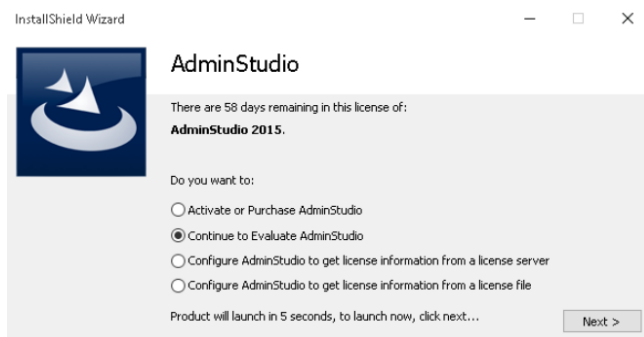 InstallShield Wizard
AdminStudio
There are 58 days remaining in this license of:
AdminStudio 2015.
Do you want to:
Activate or Purchase AdminStudio
Continue to Evaluate AdminStudio
Configure AdminStudio to get license information from a license server
Configure AdminStudio to get license information from a license file
Product will launch in 5 seconds, to launch now, click next...
Next >